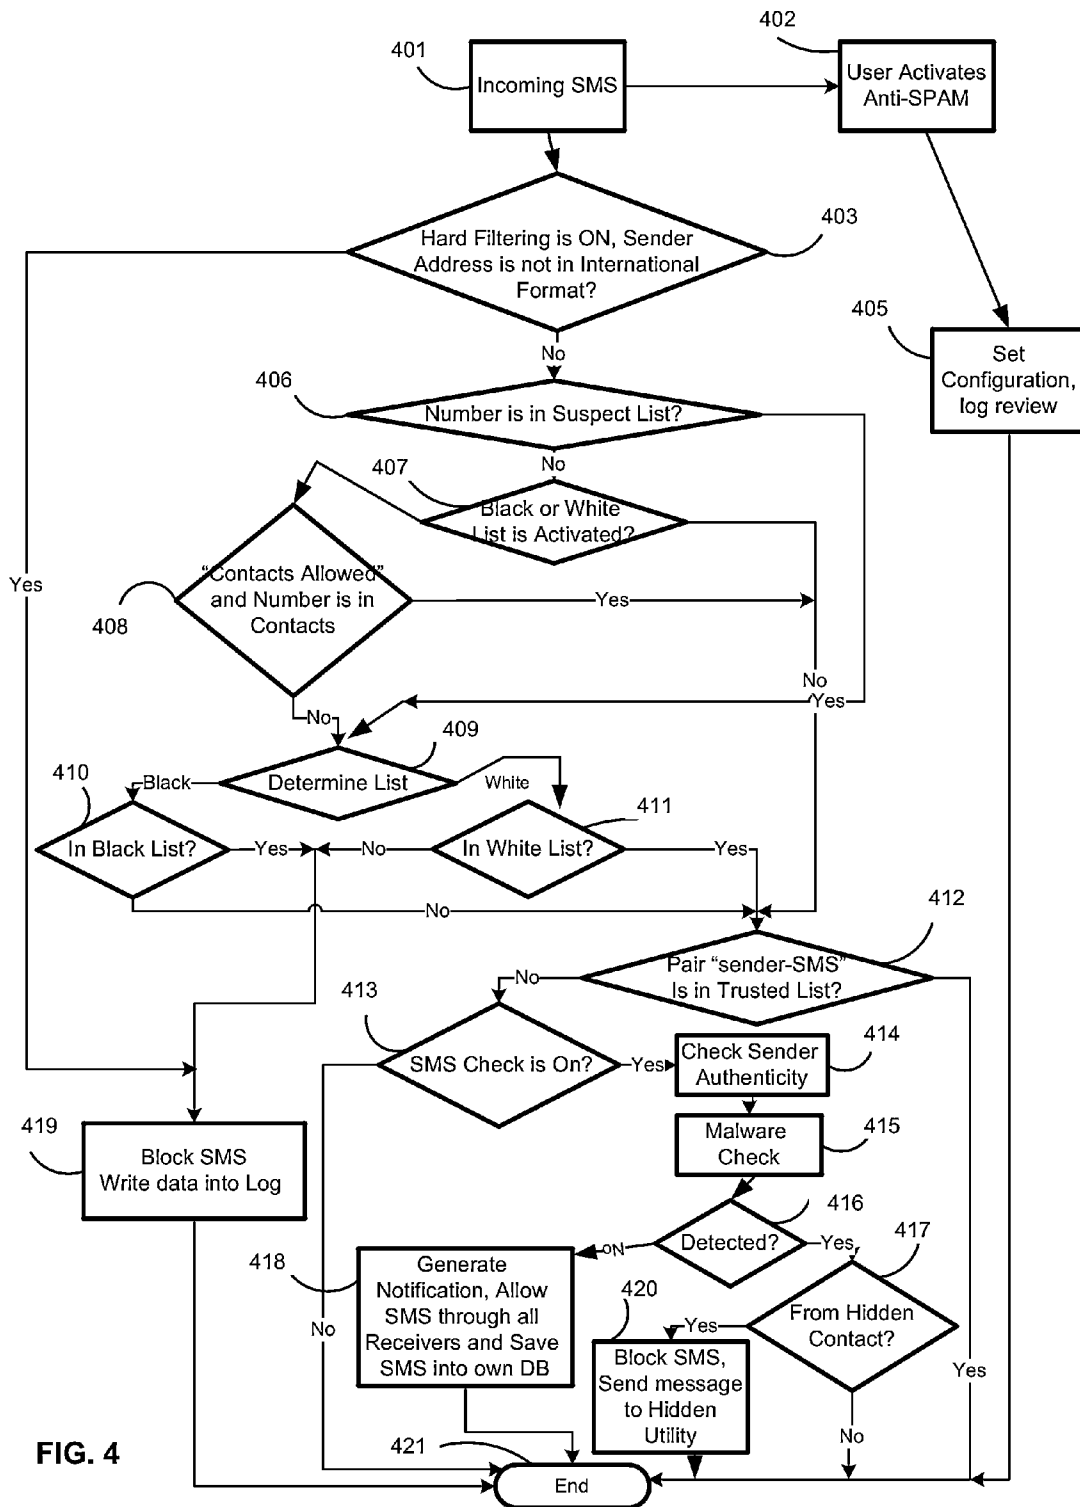 402
401
User Activates
Anti-SPAM
Incoming SMS
403
Hard Filtering is ON, Sender
Address is not in International
Format?
405
No
Set
Configuration,
log review
406
Number is in Suspect List?
No
407
Black or White
List is Activated?
Yes
"Contacts Allowed"
and Number is in
Contacts
Yes
408
No
Yes
No
409
Determine List
Black
White
410
411
In Black List?
Yes
No
In White List?
Yes
No
412
Pair "sender-SMS"
Is in Trusted List?
No
413
SMS Check is On?
Yes
Check Sender
Authenticity
414
Malware
Check
415
419
Block SMS
Write data into Log
416
Detected?
Yes
417
No
418
Generate
Notification, Allow
SMS through all
Receivers and Save
SMS into own DB
420
From Hidden
Contact?
No
Yes
Yes
Block SMS,
Send message
to Hidden
Utility
No
FIG. 4
421
End